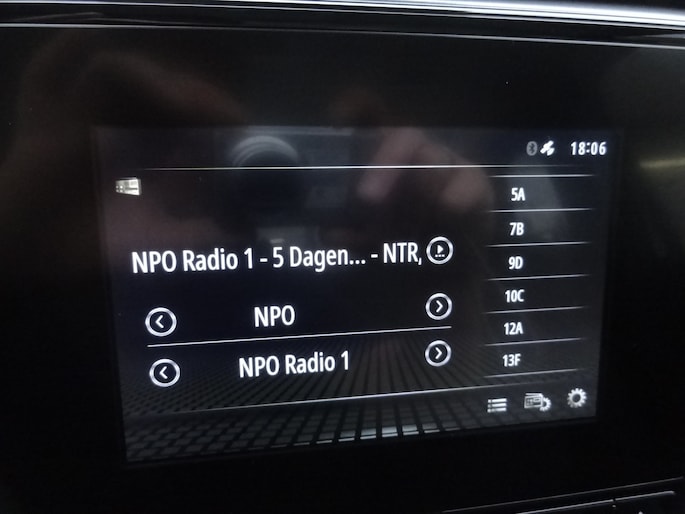 18:06
5A
7B
NPO Radio 1 - 5 Dagen... - NTR,
9D
10C
NPO
12A
NPO Radio 1
13F